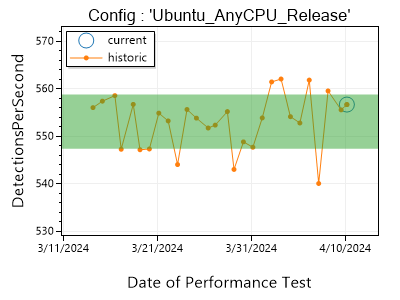 Config : 'Ubuntu_AnyCPU_Release'
DetectionsPerSecond
570
560
550
540
530
current
historic
3/11/2024
3/21/2024
3/31/2024
4/10/2024
Date of Performance Test